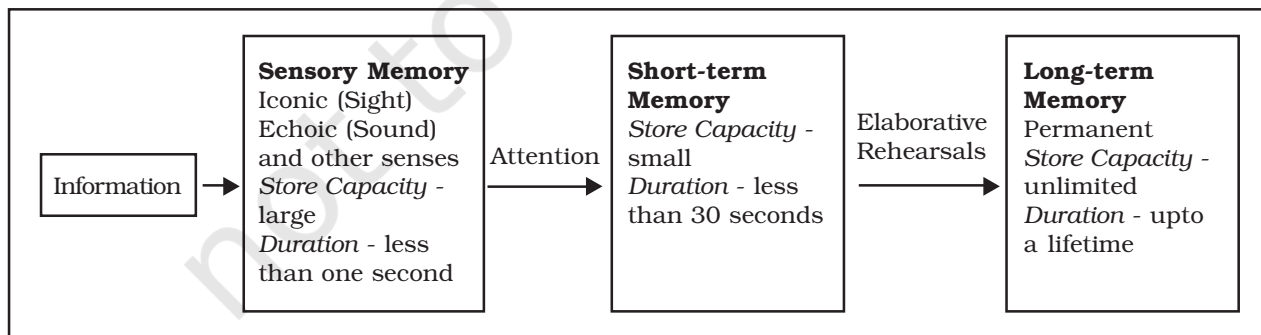 Information
Sensory Memory
Iconic (Sight)
Echoic (Sound)
and other senses
Store Capacity -
large
Duration - less
than one second
Attention
Short-term
Memory
Store Capacity -
small
Duration - less
than 30 seconds
Elaborative
Rehearsals
Long-term
Memory
Permanent
Store Capacity -
unlimited
Duration - upto
a lifetime
not to